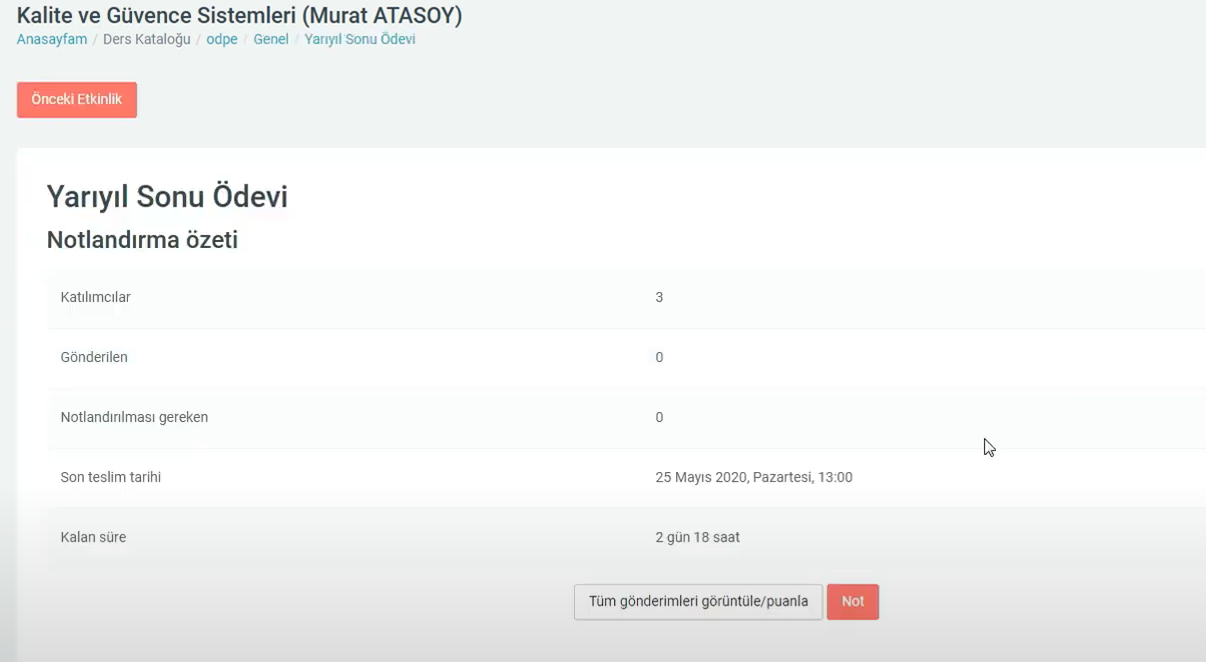 Kalite ve Güvence Sistemleri (Murat ATASOY)
Anasayfam / Ders Kataloğu / odpe / Genel / Yarıyıl Sonu Ödevi
Önceki Etkinlik
Yarıyıl Sonu Ödevi
Notlandırma özeti
Katılımcılar 3
Gönderilen 0
Notlandırılması gereken 0
Son teslim tarihi 25 Mayıs 2020, Pazartesi, 13:00
Kalan süre 2 gün 18 saat
Tüm gönderimleri görüntüle/puanla Not